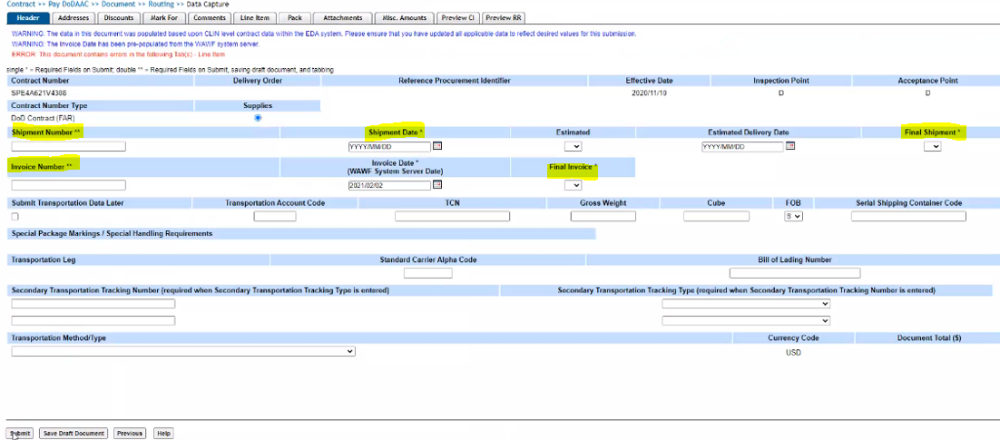 Contract >> Pay DoDAAC >> Document >> Routing >> Data Capture
Header Addresses Discounts Mark For Comments Line Item Pack Attachments Misc. Amounts Preview CI Preview RR
WARNING: The data in this document was populated based upon CLIN level contract data within the EDA system. Please ensure that you have updated all applicable data to reflect desired values for this submission.
WARNING: The Invoice Date has been pre-populated from the WAWF system server.
ERROR: This document contains errors in the following Tab(s) - Line Item
single * = Required Fields on Submit; double ** = Required Fields on Submit, saving draft document, and tabbing.
Contract Number Delivery Order Reference Procurement Identifier Effective Date Inspection Point Acceptance Point
SPE4A621V4308 2020/11/10 D D
Contract Number Type Supplies
DoD Contract (FAR)
Shipment Number ** Shipment Date * Estimated Estimated Delivery Date Final Shipment *
YYYY/MM/DD YYYY/MM/DD
Invoice Number ** Invoice Date * Final Invoice *
(WAWF System Server Date)
2021/02/02
Submit Transportation Data Later Transportation Account Code TCN Gross Weight Cube FOB Serial Shipping Container Code
S
Special Package Markings / Special Handling Requirements
Transportation Leg Standard Carrier Alpha Code Bill of Lading Number
Secondary Transportation Tracking Number (required when Secondary Transportation Tracking Type is entered) Secondary Transportation Tracking Type (required when Secondary Transportation Tracking Number is entered)
Transportation Method/Type Currency Code Document Total ($)
USD
Submit Save Draft Document Previous Help